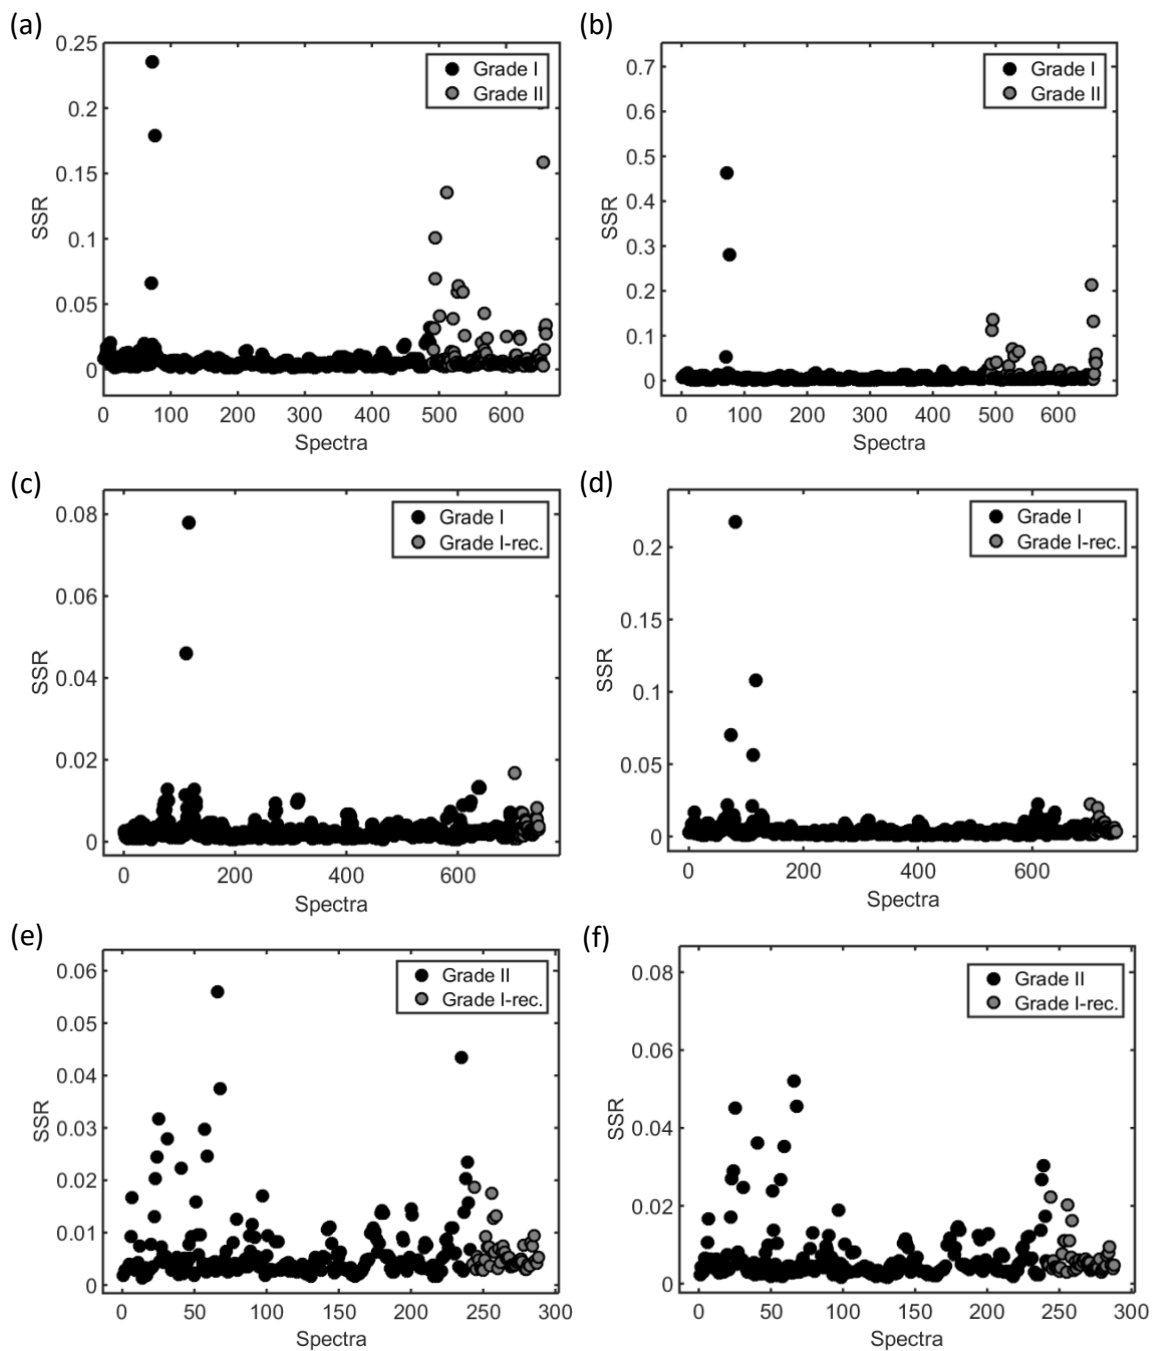 (a)
(b)
0.25
0.2
0.15
0.1
0.05
0
SSR
Grade I
Grade II
0 100 200 300 400 500 600
Spectra
0.7
0.6
0.5
0.4
0.3
0.2
0.1
0
SSR
Grade I
Grade II
0 100 200 300 400 500 600
Spectra
(c)
(d)
0.08
0.06
0.04
0.02
0
SSR
Grade I
Grade I-rec.
0 200 400 600
Spectra
0.2
0.15
0.1
0.05
0
SSR
Grade I
Grade I-rec.
0 200 400 600
Spectra
(e)
(f)
0.06
0.05
0.04
0.03
0.02
0.01
0
SSR
Grade II
Grade I-rec.
0 50 100 150 200 250 300
Spectra
0.08
0.06
0.04
0.02
0
SSR
Grade II
Grade I-rec.
0 50 100 150 200 250 300
Spectra